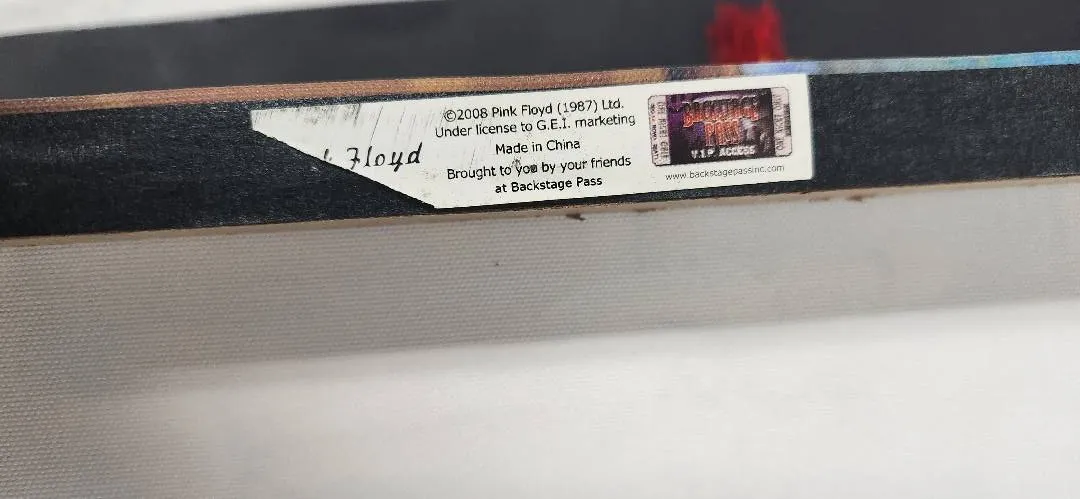 Floyd
©2008 Pink Floyd (1987) Ltd.
Under license to G.E.I. marketing
Made in China
Brought to you by your friends
at Backstage Pass
BACKSTAGE
PASS
V.I.P. ACCESS
www.backstagepassinc.com